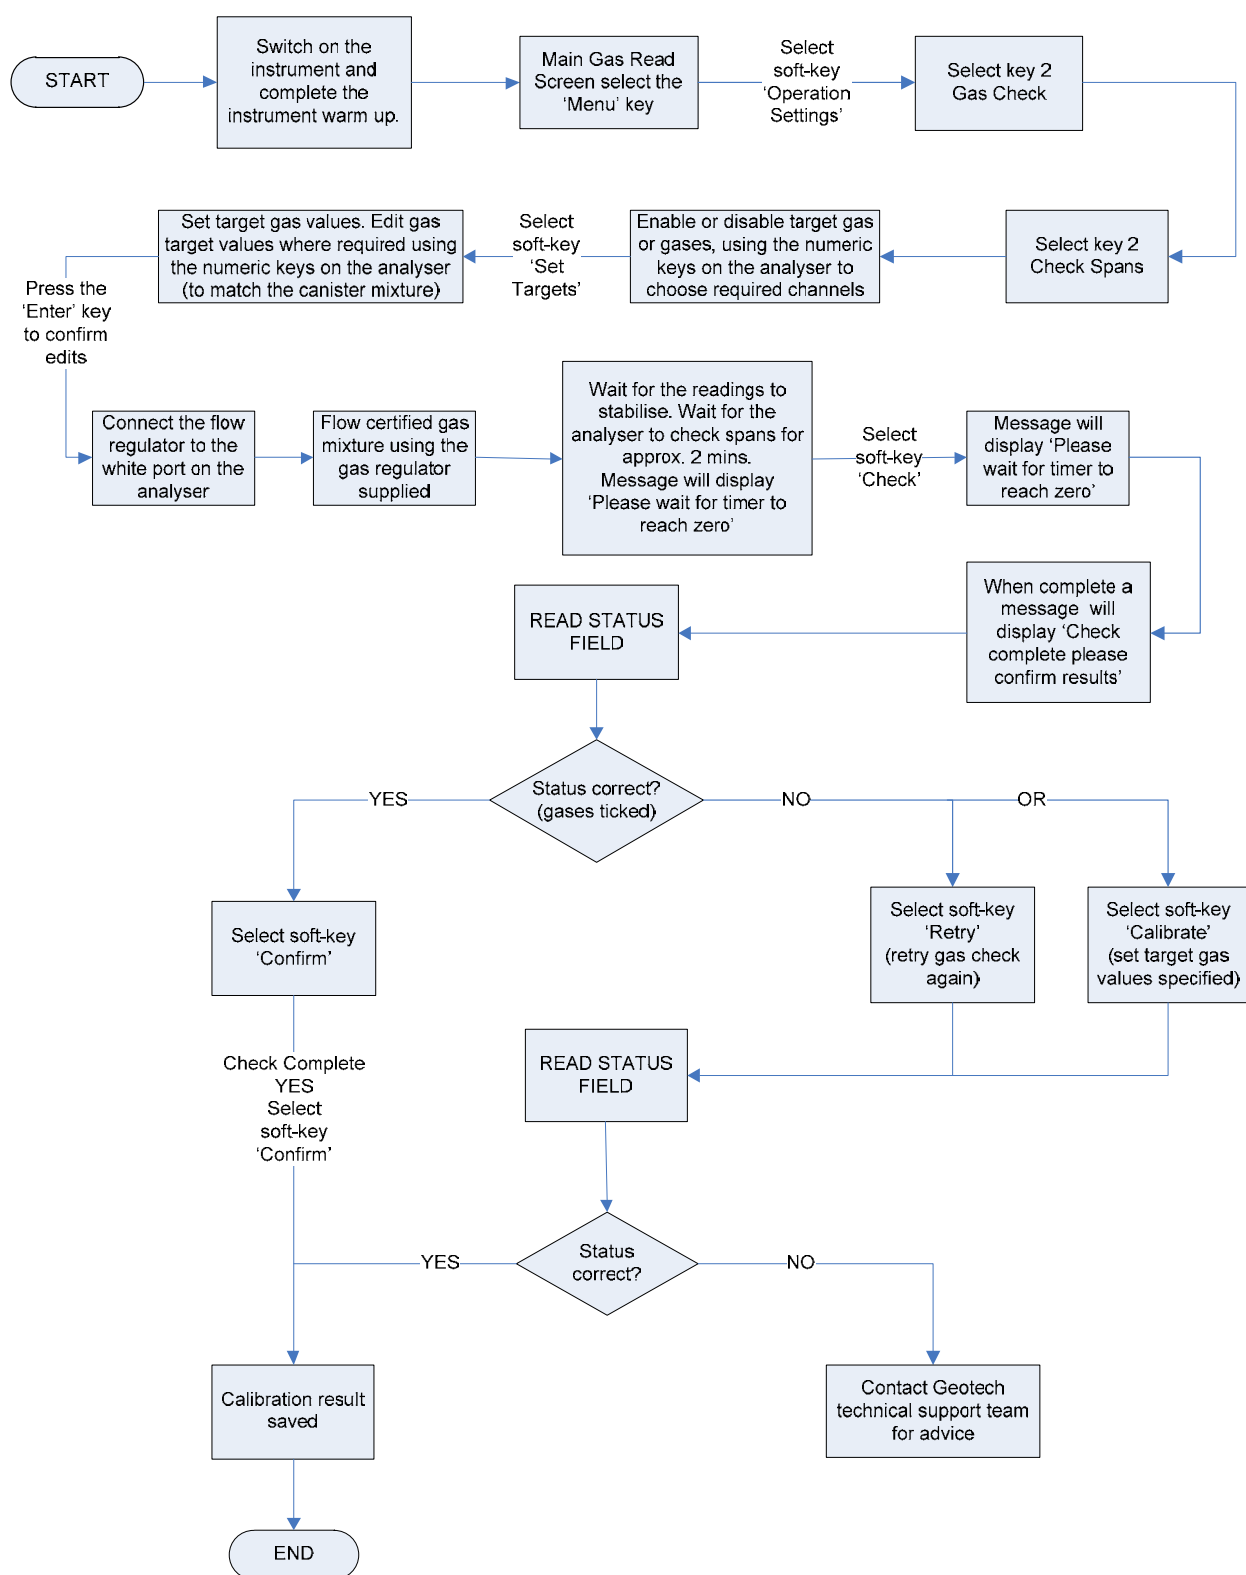 START
Switch on the
instrument and
complete the
instrument warm up.
Main Gas Read
Screen select the
‘Menu’ key
Select
soft-key
‘Operation
Settings’
Select key 2
Gas Check
Set target gas values. Edit gas
target values where required using
the numeric keys on the analyser
(to match the canister mixture)
Select
soft-key
‘Set
Targets’
Enable or disable target gas
or gases, using the numeric
keys on the analyser to
choose required channels
Select key 2
Check Spans
Press the
‘Enter’ key
to confirm
edits
Connect the flow
regulator to the
white port on the
analyser
Flow certified gas
mixture using the
gas regulator
supplied
Wait for the readings to
stabilise. Wait for the
analyser to check spans for
approx. 2 mins.
Message will display
‘Please wait for timer to
reach zero’
Select
soft-key
‘Check’
Message will
display ‘Please
wait for timer to
reach zero’
When complete a
message will
display ‘Check
complete please
confirm results’
READ STATUS
FIELD
Status correct?
(gases ticked)
YES
NO
OR
Select soft-key
‘Confirm’
Select soft-key
‘Retry’
(retry gas check
again)
Select soft-key
‘Calibrate’
(set target gas
values specified)
Check Complete
YES
Select
soft-key
‘Confirm’
READ STATUS
FIELD
Status
correct?
YES
NO
Calibration result
saved
Contact Geotech
technical support team
for advice
END